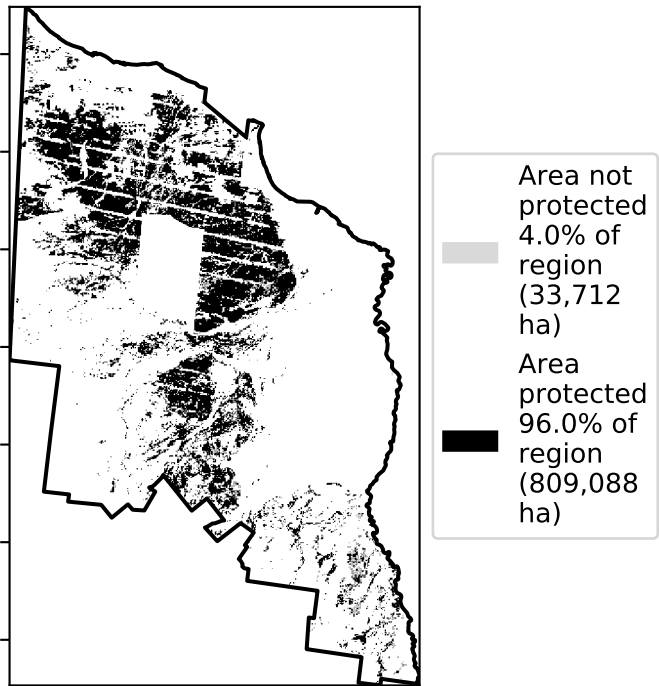 Area not
protected
4.0% of
region
(33,712
ha)
Area
protected
96.0% of
region
(809,088
ha)